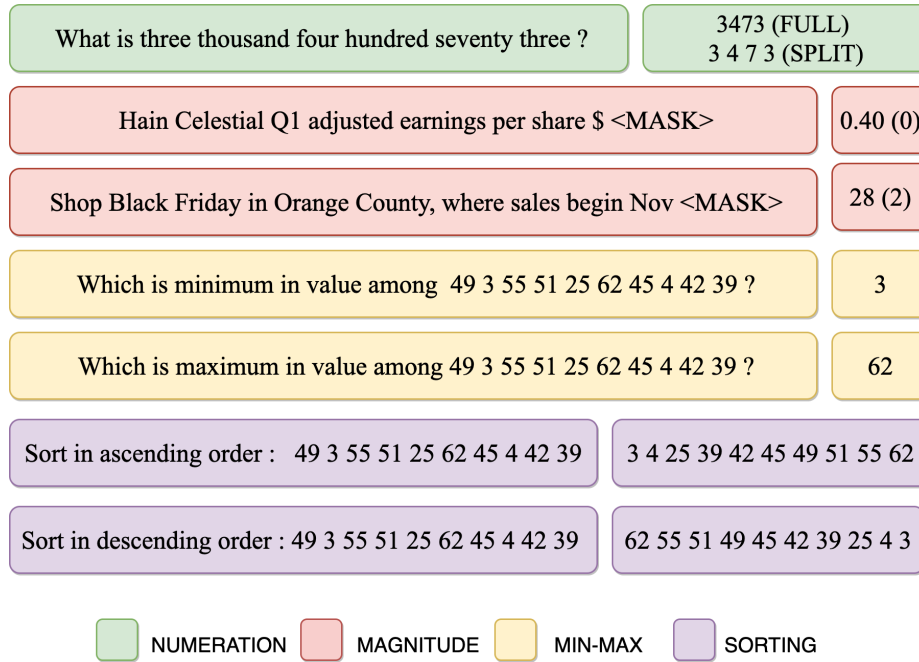 What is three thousand four hundred seventy three ?
3473 (FULL)
3 4 7 3 (SPLIT)
Hain Celestial Q1 adjusted earnings per share $ <MASK>
0.40 (0)
Shop Black Friday in Orange County, where sales begin Nov <MASK>
28 (2)
Which is minimum in value among 49 3 55 51 25 62 45 4 42 39 ?
3
Which is maximum in value among 49 3 55 51 25 62 45 4 42 39 ?
62
Sort in ascending order : 49 3 55 51 25 62 45 4 42 39
3 4 25 39 42 45 49 51 55 62
Sort in descending order : 49 3 55 51 25 62 45 4 42 39
62 55 51 49 45 42 39 25 4 3
NUMERATION
MAGNITUDE
MIN-MAX
SORTING